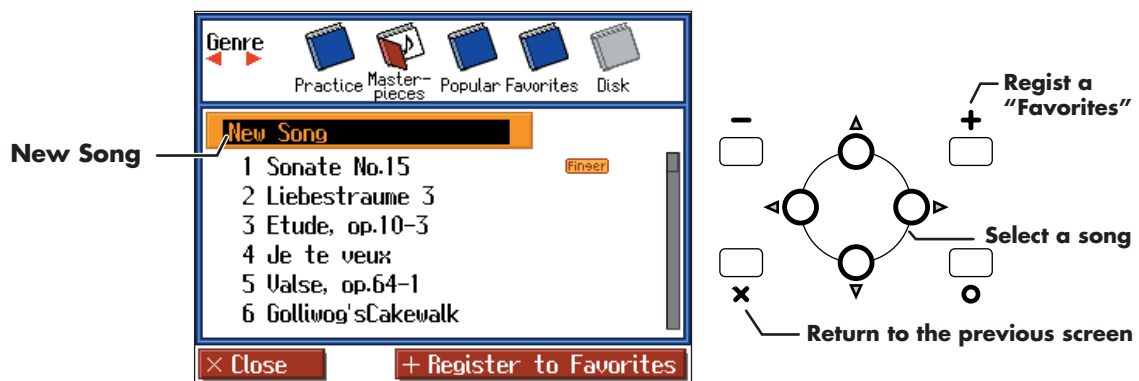 Genre
Practice
Master-
pieces
Popular
Favorites
Disk
New Song
New Song
1 Sonate No.15
Finger
2 Liebestraume 3
3 Etude, op.10-3
4 Je te veux
5 Valse, op.64-1
6 Golliwog'sCakewalk
× Close
+ Register to Favorites
Regist a
“Favorites”
− +
Select a song
× ○
Return to the previous screen